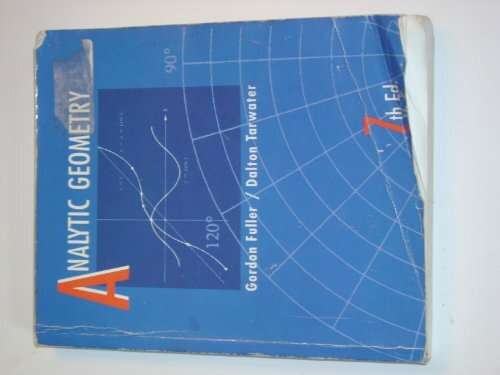 ANALYTIC GEOMETRY
90°
120°
Gordon Fuller / Dalton Tarwater
7th Ed.